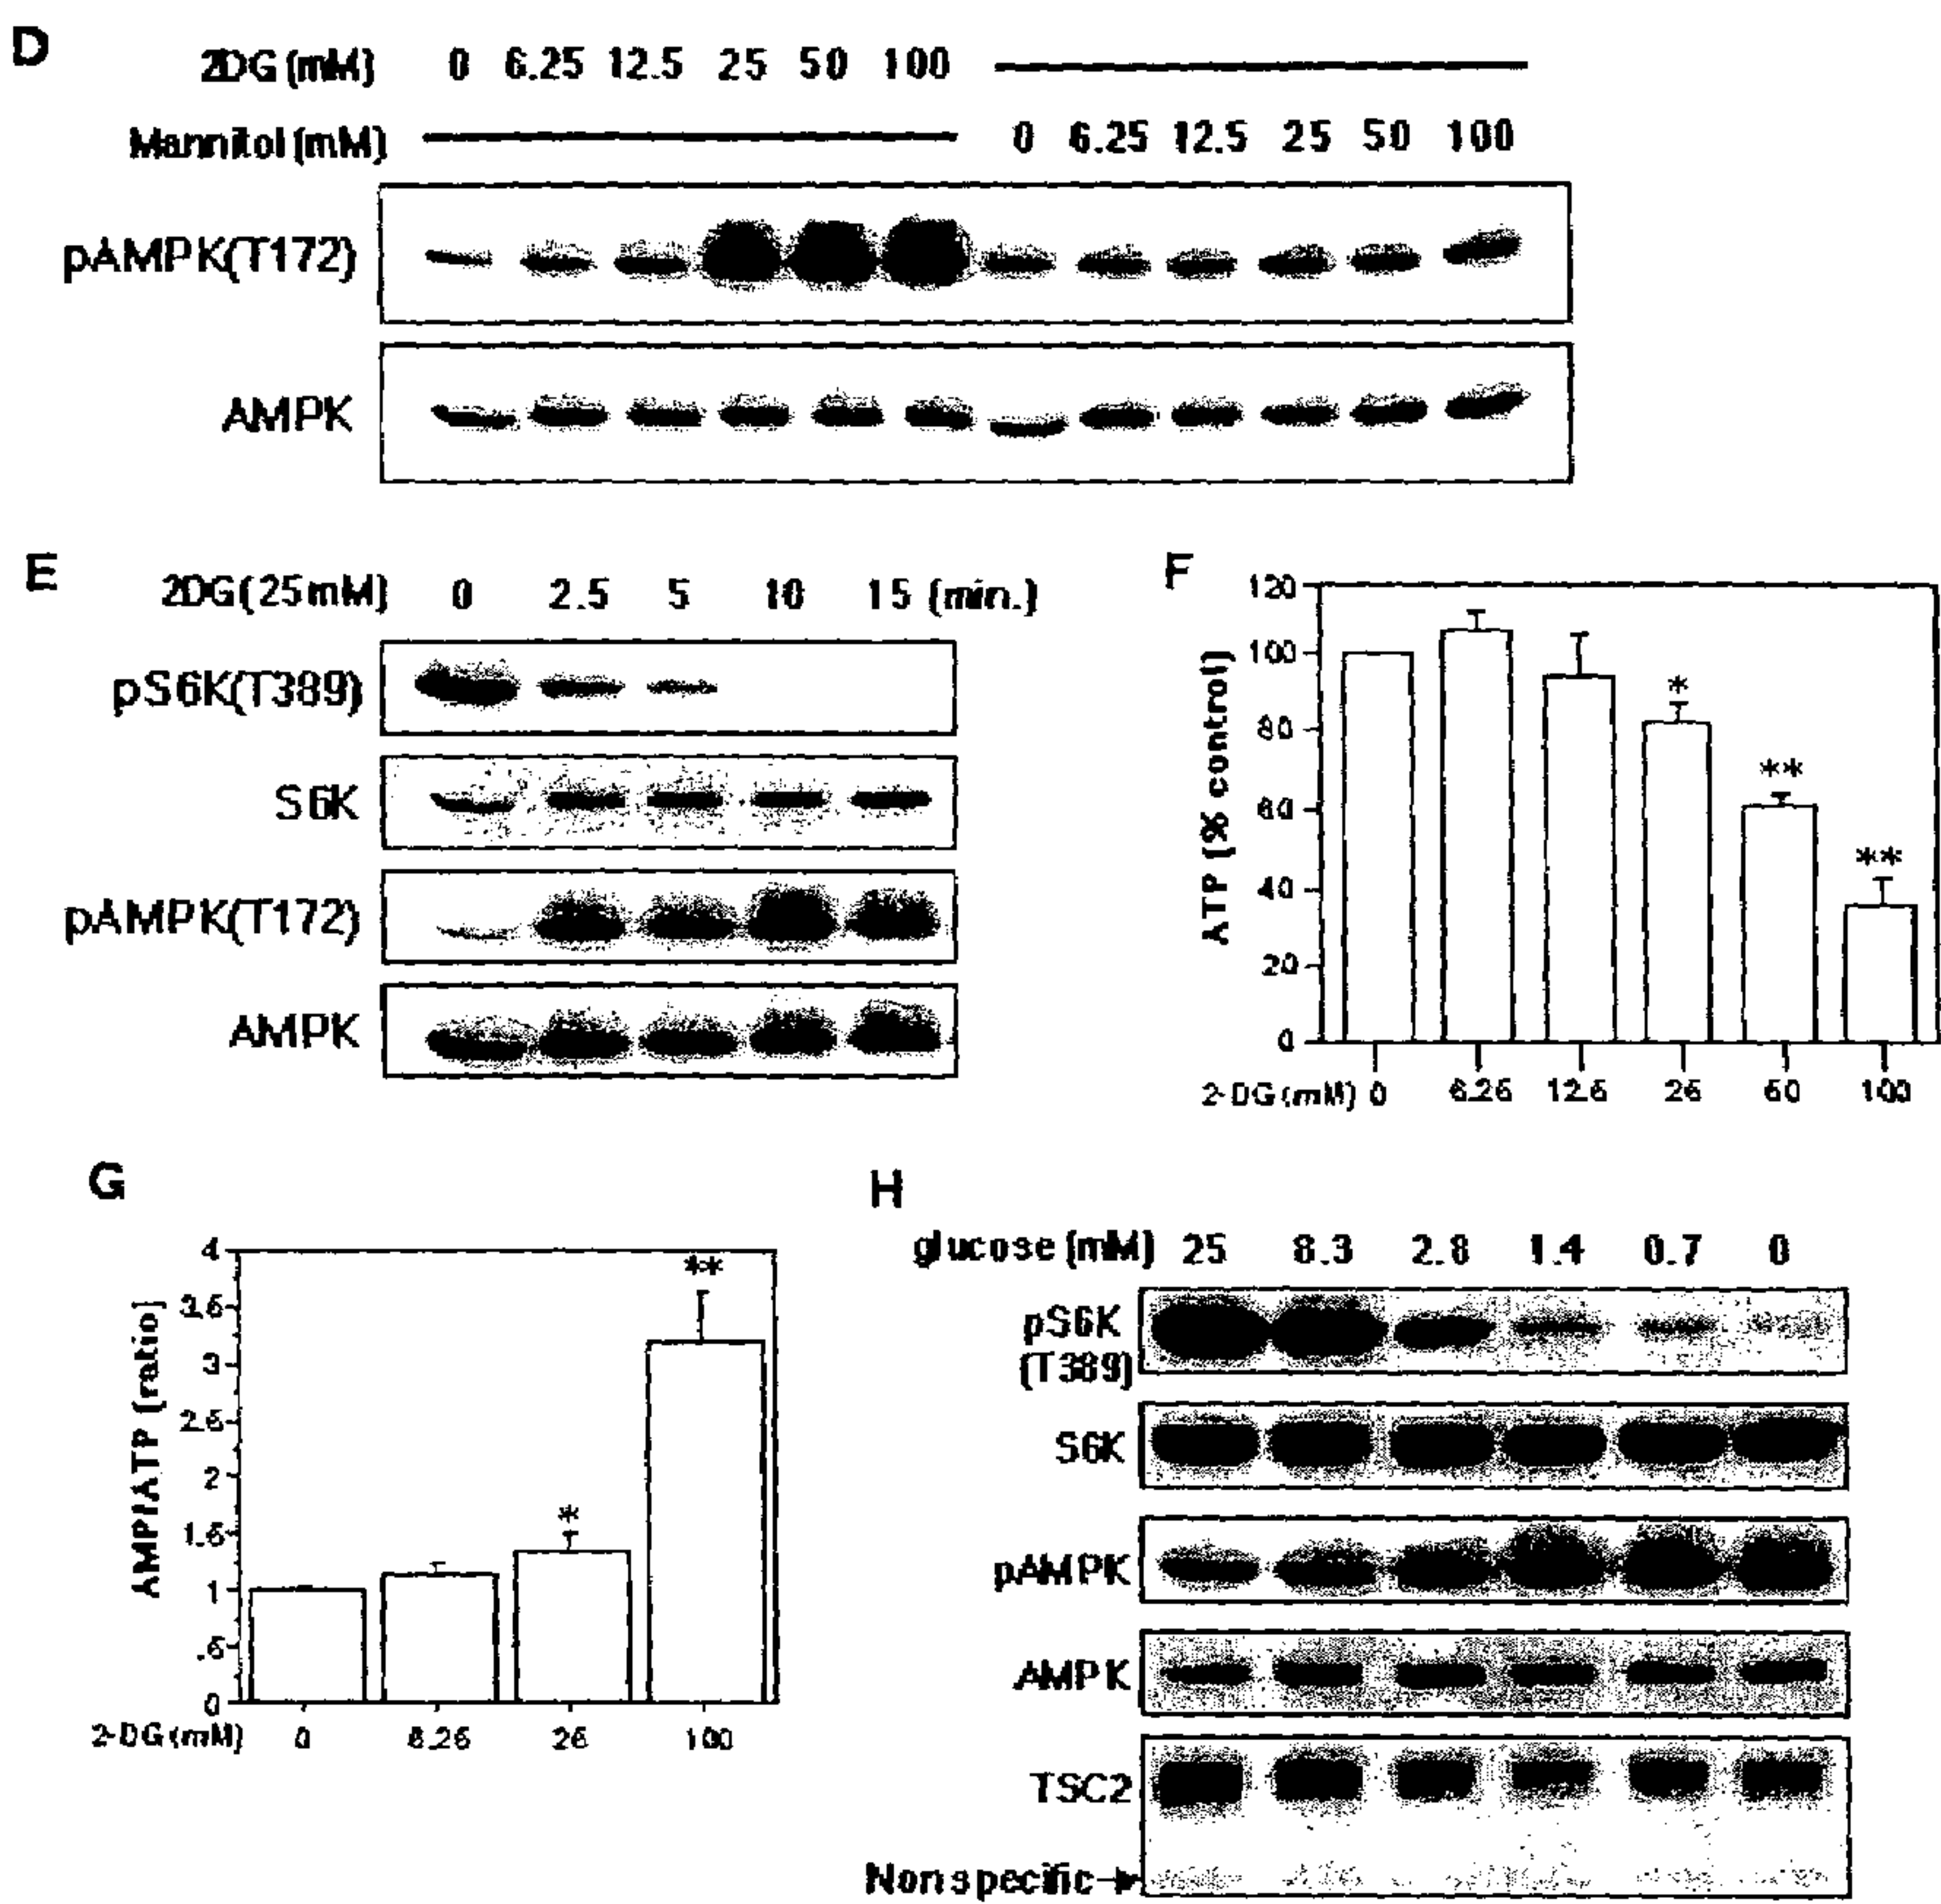 D
2DG (mM) 0 6.25 12.5 25 50 100
Mannitol (mM) 0 6.25 12.5 25 50 100
pAMPK(T172)
AMPK
E
2DG(25mM) 0 2.5 5 10 15 (min.)
pS6K(T389)
S6K
pAMPK(T172)
AMPK
F
120
100
80
60
40
20
0
ATP (% control)
*
**
**
2-DG (mM) 0 6.25 12.5 25 50 100
G
4
3.5
3
2.5
2
1.5
1
.5
0
AMP/ATP (ratio)
*
**
2-DG (mM) 0 6.25 25 100
H
glucose (mM) 25 8.3 2.8 1.4 0.7 0
pS6K
(T389)
S6K
pAMPK
AMPK
TSC2
Non specific